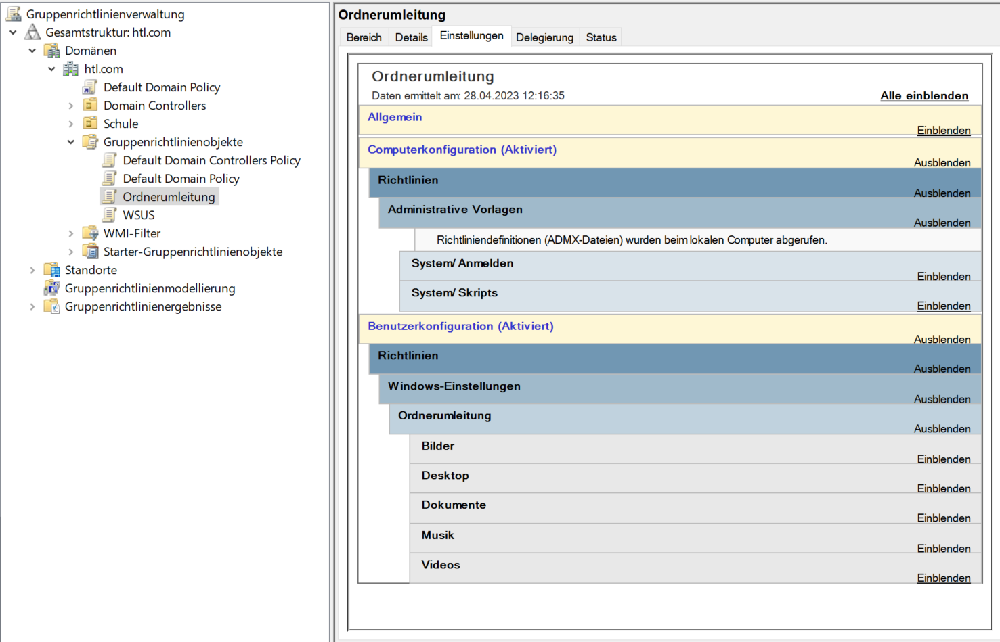 Gruppenrichtlinienverwaltung
Gesamtstruktur: htl.com
Domänen
htl.com
Default Domain Policy
Domain Controllers
Schule
Gruppenrichtlinienobjekte
Default Domain Controllers Policy
Default Domain Policy
Ordnerumleitung
WSUS
WMI-Filter
Starter-Gruppenrichtlinienobjekte
Standorte
Gruppenrichtlinienmodellierung
Gruppenrichtlinienergebnisse
Ordnerumleitung
Bereich Details Einstellungen Delegierung Status
Ordnerumleitung
Daten ermittelt am: 28.04.2023 12:16:35 Alle einblenden
Allgemein
Einblenden
Computerkonfiguration (Aktiviert)
Ausblenden
Richtlinien
Ausblenden
Administrative Vorlagen
Ausblenden
Richtliniendefinitionen (ADMX-Dateien) wurden beim lokalen Computer abgerufen.
System/ Anmelden
Einblenden
System/ Skripts
Einblenden
Benutzerkonfiguration (Aktiviert)
Ausblenden
Richtlinien
Ausblenden
Windows-Einstellungen
Ausblenden
Ordnerumleitung
Ausblenden
Bilder
Einblenden
Desktop
Einblenden
Dokumente
Einblenden
Musik
Einblenden
Videos
Einblenden